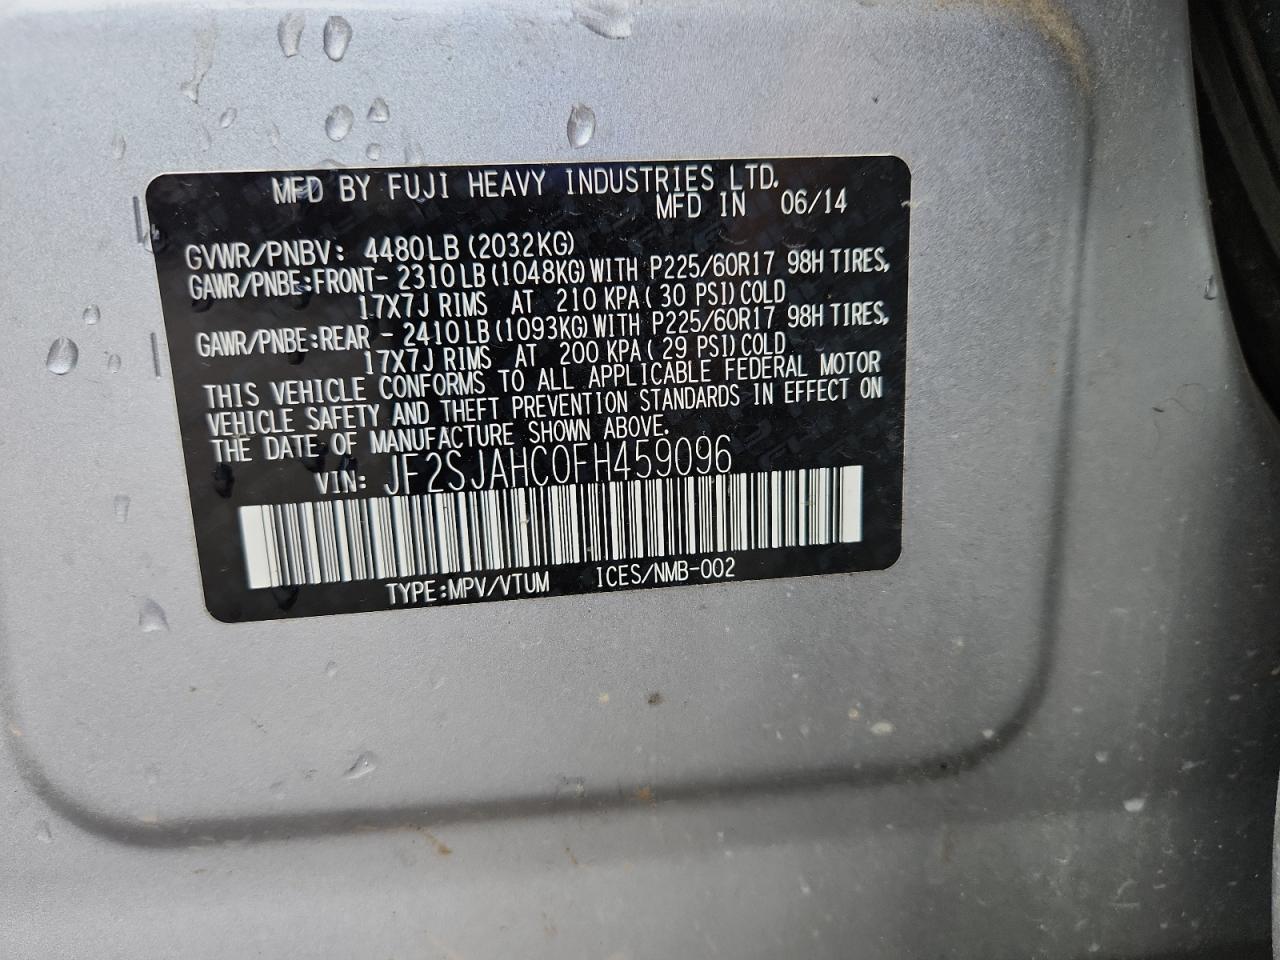 MFD BY FUJI HEAVY INDUSTRIES LTD.
MFD IN 06/14
GVWR/PNBV: 4480LB(2032KG)
GAWR/PNBE:FRONT- 2310LB(1048KG)WITH P225/60R17 98H TIRES,
17X7J RIMS AT 210 KPA( 30 PSI)COLD
GAWR/PNBE:REAR - 2410LB(1093KG)WITH P225/60R17 98H TIRES,
17X7J RIMS AT 200 KPA( 29 PSI)COLD.
THIS VEHICLE CONFORMS TO ALL APPLICABLE FEDERAL MOTOR
VEHICLE SAFETY AND THEFT PREVENTION STANDARDS IN EFFECT ON
THE DATE OF MANUFACTURE SHOWN ABOVE.
VIN: JF2SJAHC0FH459096
TYPE:MPV/VTUM ICES/NMB-002